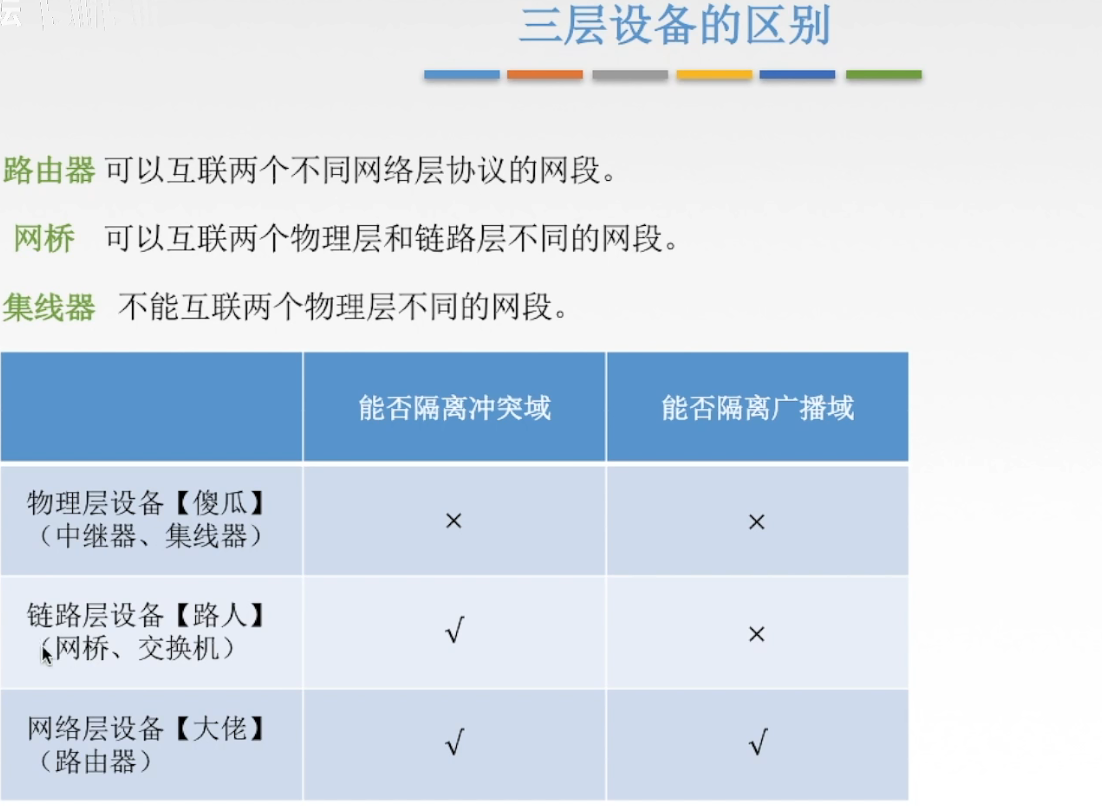 云
三层设备的区别
路由器 可以互联两个不同网络层协议的网段。
网桥 可以互联两个物理层和链路层不同的网段。
集线器 不能互联两个物理层不同的网段。
能否隔离冲突域 能否隔离广播域
物理层设备【傻瓜】
（中继器、集线器） × ×
链路层设备【路人】
（网桥、交换机） √ ×
网络层设备【大佬】
（路由器） √ √